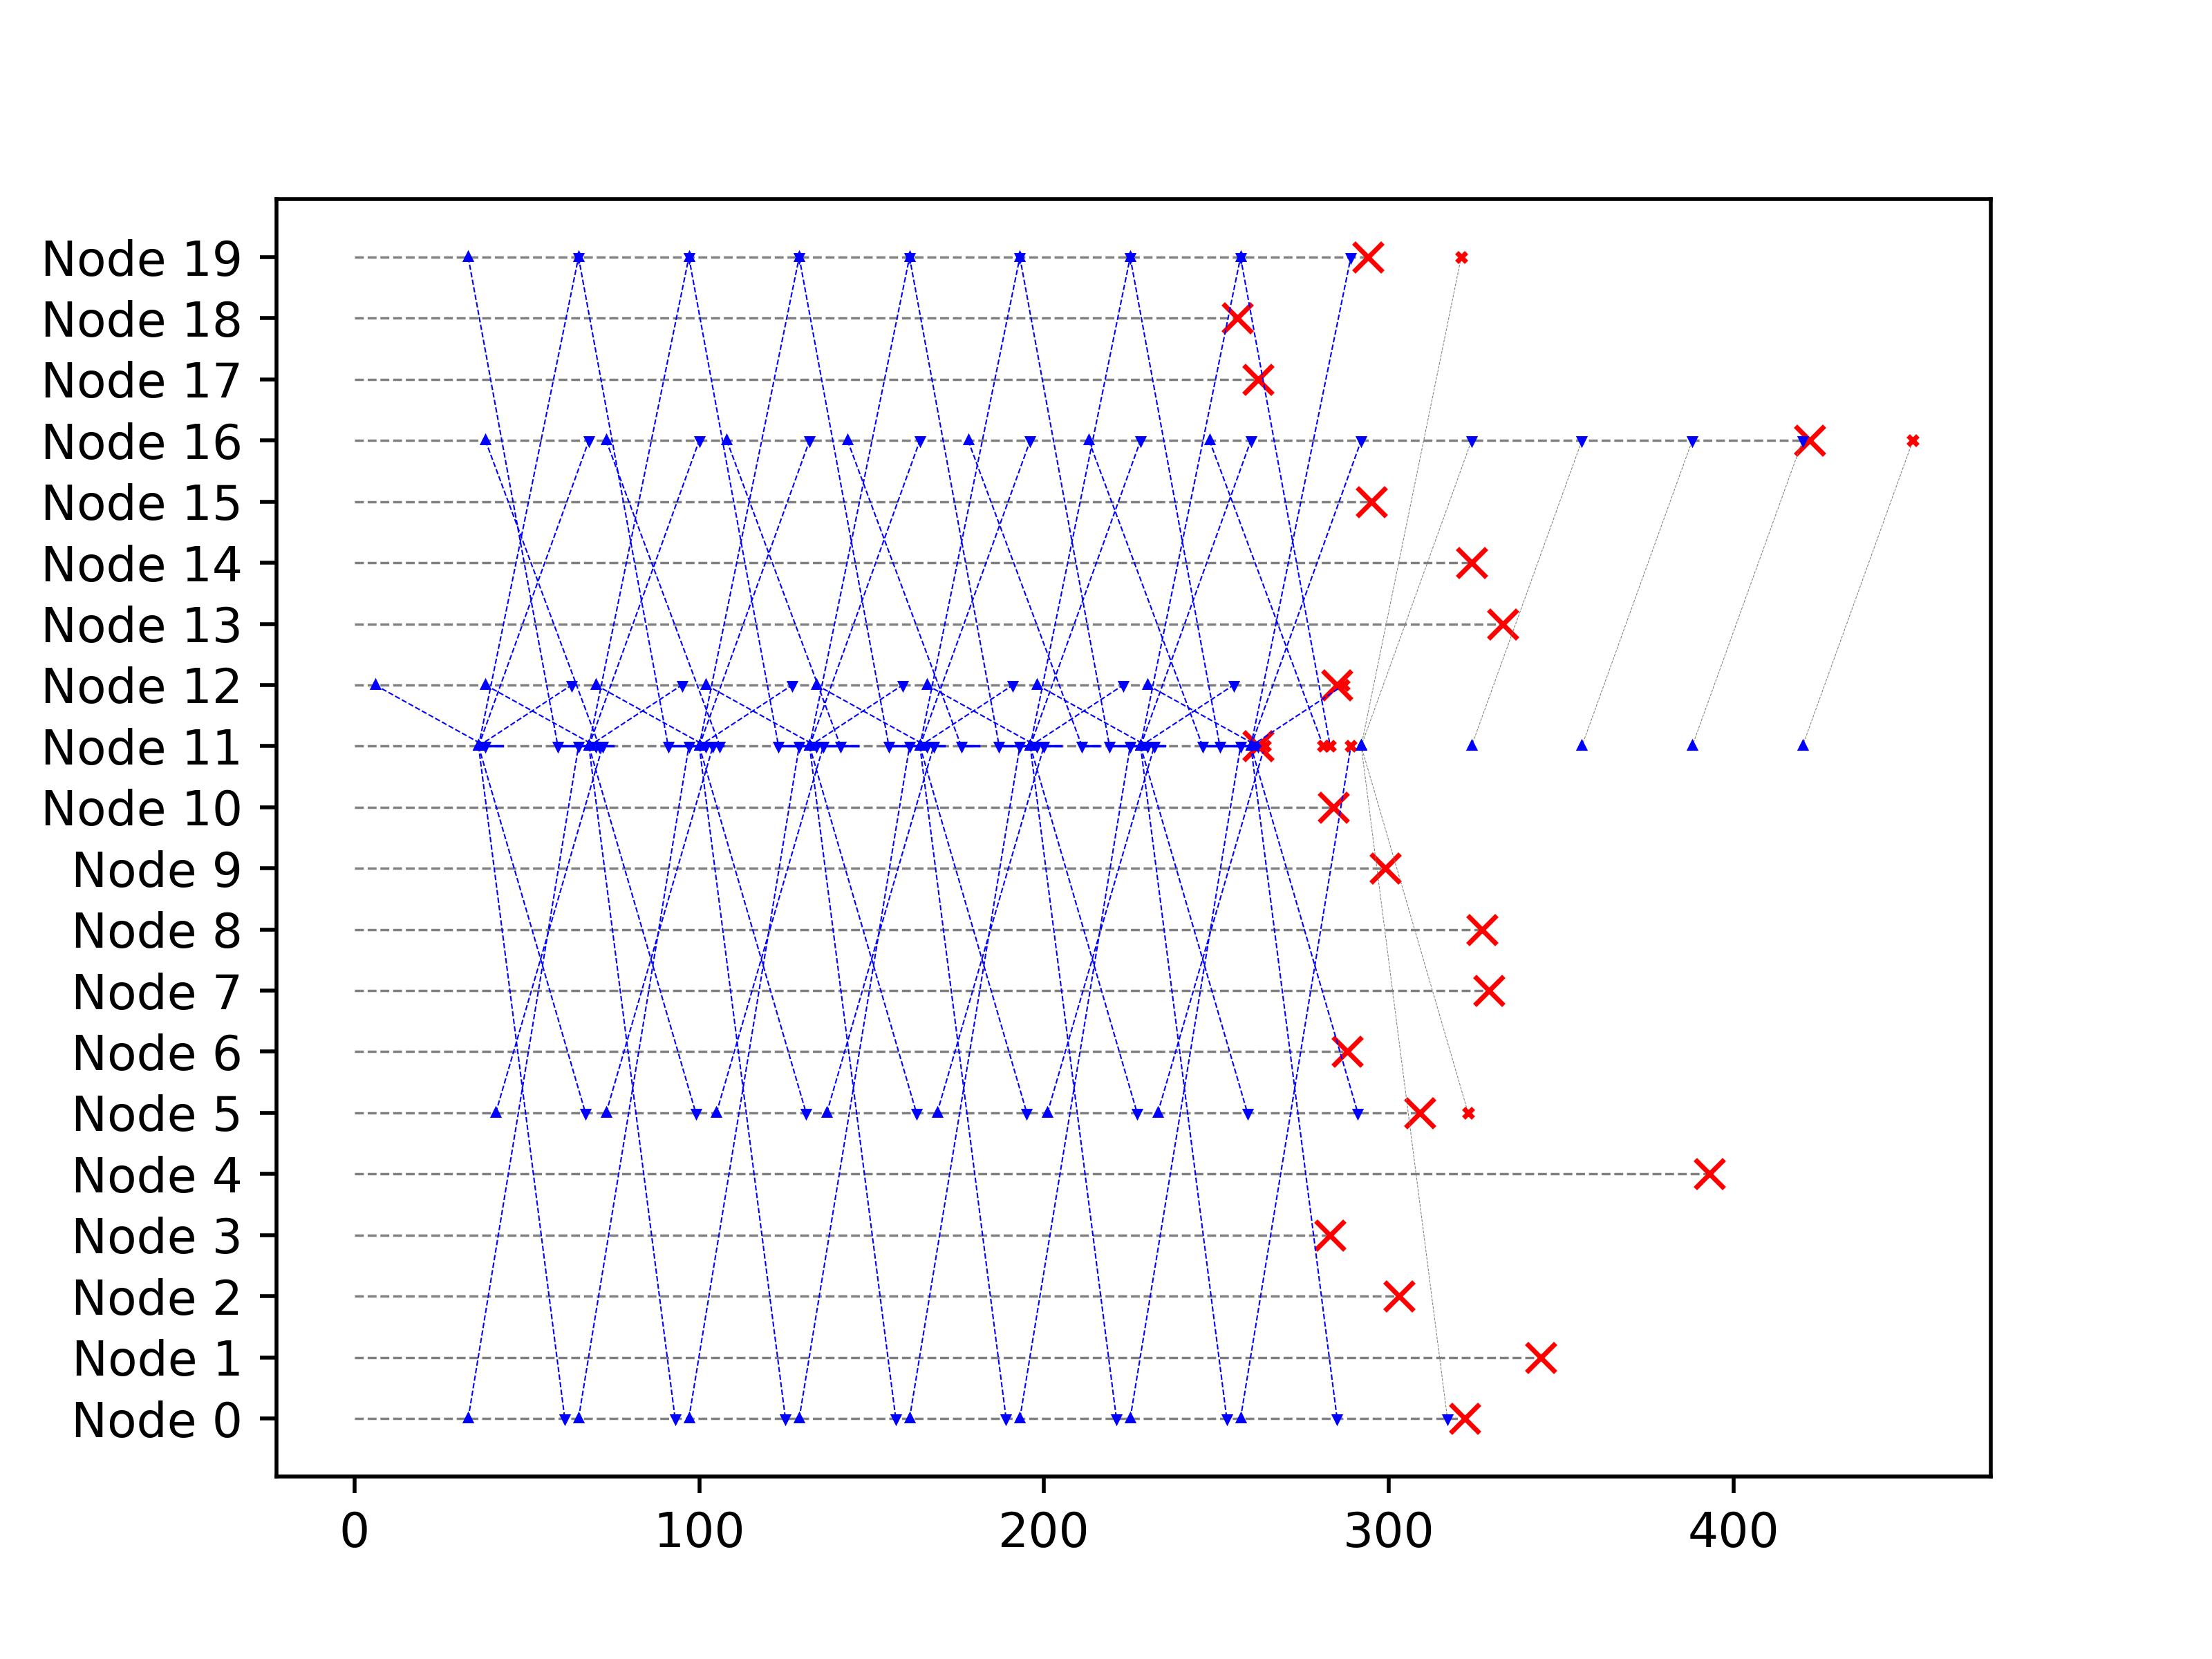 Node 19
Node 18
Node 17
Node 16
Node 15
Node 14
Node 13
Node 12
Node 11
Node 10
Node 9
Node 8
Node 7
Node 6
Node 5
Node 4
Node 3
Node 2
Node 1
Node 0
0 100 200 300 400